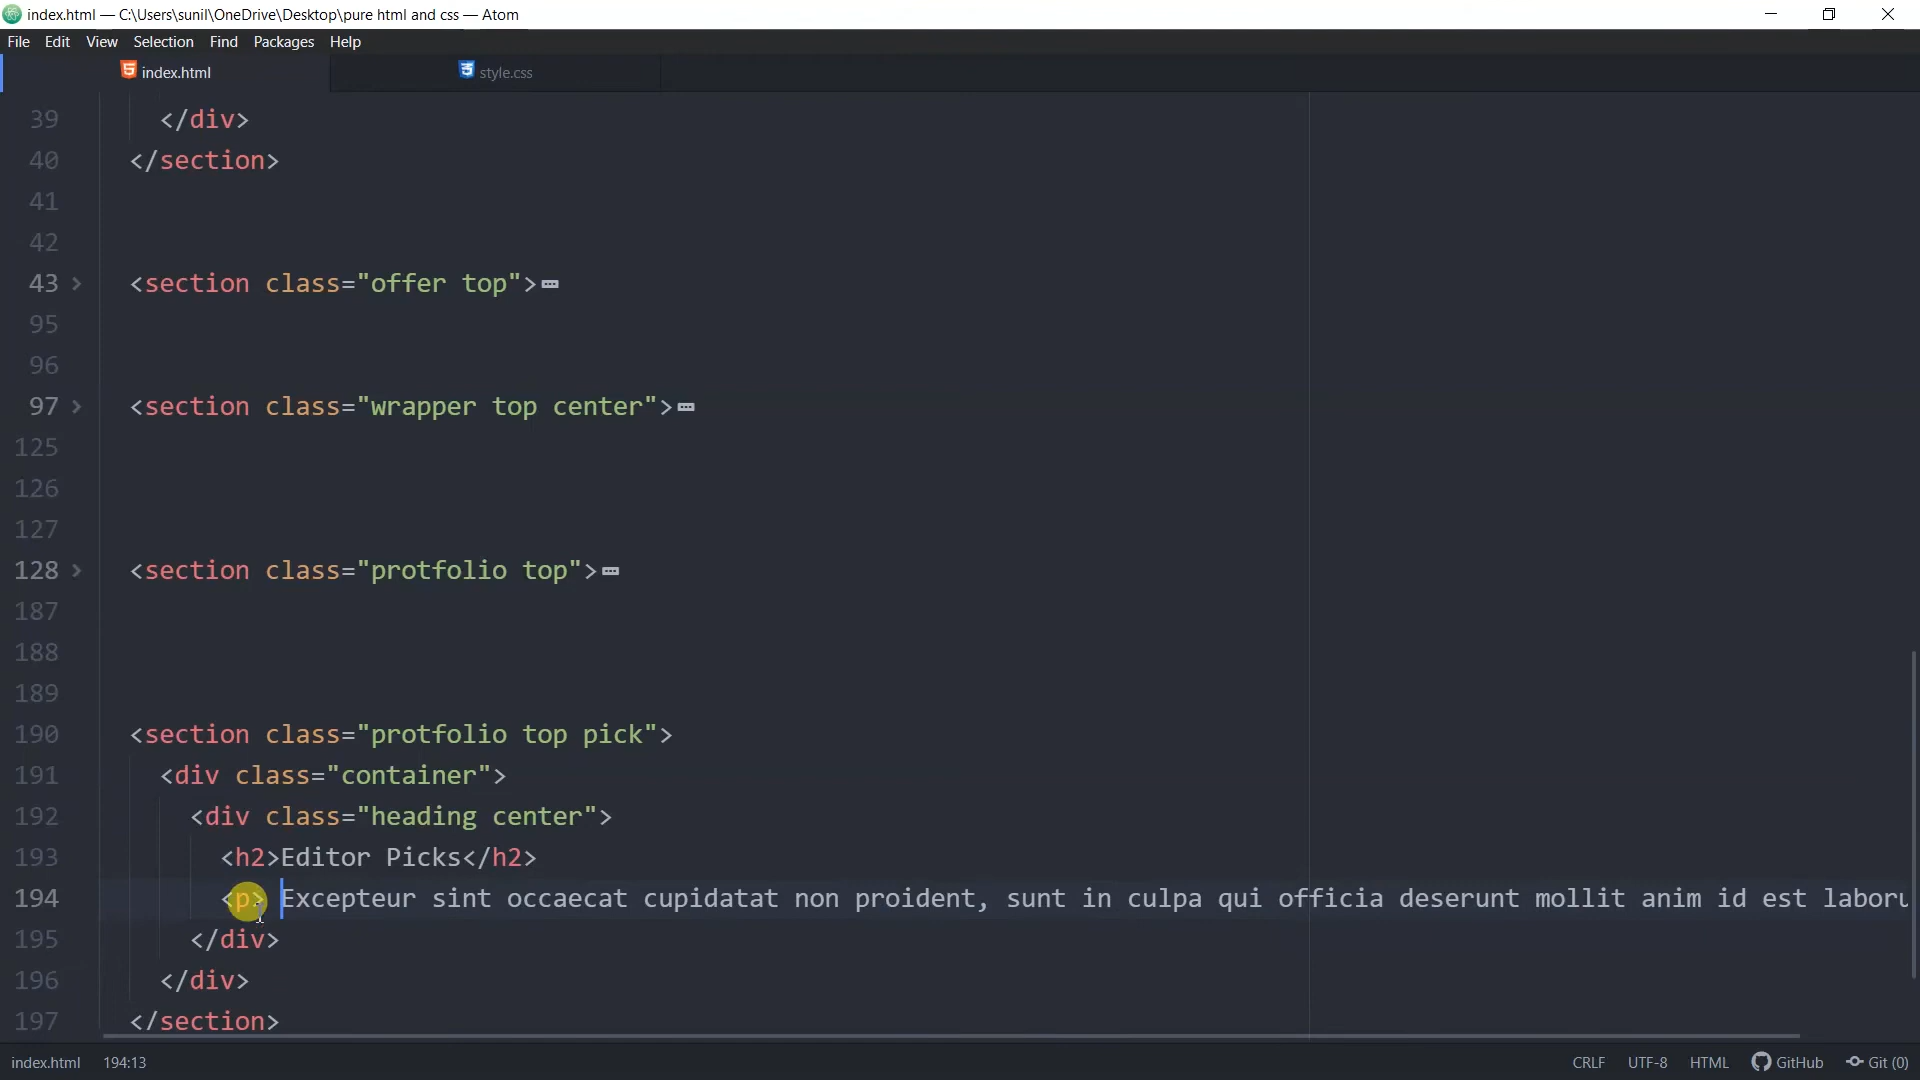 index.html — C:\Users\sunil\OneDrive\Desktop\pure html and css — Atom
File Edit View Selection Find Packages Help
index.html style.css
39 </div>
40 </section>
41
42
43 <section class="offer top">
95
96
97 <section class="wrapper top center">
125
126
127
128 <section class="protfolio top">
187
188
189
190 <section class="protfolio top pick">
191 <div class="container">
192 <div class="heading center">
193 <h2>Editor Picks</h2>
194 <p> Excepteur sint occaecat cupidatat non proident, sunt in culpa qui officia deserunt mollit anim id est laboru
195 </div>
196 </div>
197 </section>
index.html 194:13 CRLF UTF-8 HTML GitHub Git (0)